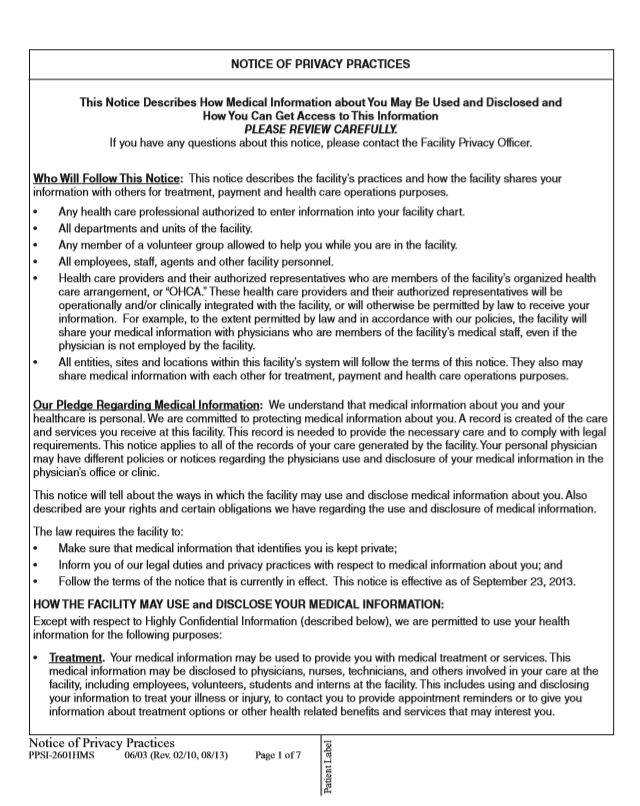 NOTICE OF PRIVACY PRACTICES
This Notice Describes How Medical Information about You May Be Used and Disclosed and
How You Can Get Access to This Information
PLEASE REVIEW CAREFULLY.
If you have any questions about this notice, please contact the Facility Privacy Officer.
Who Will Follow This Notice: This notice describes the facility's practices and how the facility shares your
information with others for treatment, payment and health care operations purposes.
• Any health care professional authorized to enter information into your facility chart.
• All departments and units of the facility.
• Any member of a volunteer group allowed to help you while you are in the facility.
• All employees, staff, agents and other facility personnel.
• Health care providers and their authorized representatives who are members of the facility's organized health
care arrangement, or "OHCA." These health care providers and their authorized representatives will be
operationally and/or clinically integrated with the facility, or will otherwise be permitted by law to receive your
information. For example, to the extent permitted by law and in accordance with our policies, the facility will
share your medical information with physicians who are members of the facility's medical staff, even if the
physician is not employed by the facility.
• All entities, sites and locations within this facility's system will follow the terms of this notice. They also may
share medical information with each other for treatment, payment and health care operations purposes.
Our Pledge Regarding Medical Information: We understand that medical information about you and your
healthcare is personal. We are committed to protecting medical information about you. A record is created of the care
and services you receive at this facility. This record is needed to provide the necessary care and to comply with legal
requirements. This notice applies to all of the records of your care generated by the facility. Your personal physician
may have different policies or notices regarding the physicians use and disclosure of your medical information in the
physician's office or clinic.
This notice will tell about the ways in which the facility may use and disclose medical information about you. Also
described are your rights and certain obligations we have regarding the use and disclosure of medical information.
The law requires the facility to:
• Make sure that medical information that identifies you is kept private;
• Inform you of our legal duties and privacy practices with respect to medical information about you; and
• Follow the terms of the notice that is currently in effect. This notice is effective as of September 23, 2013.
HOW THE FACILITY MAY USE and DISCLOSE YOUR MEDICAL INFORMATION:
Except with respect to Highly Confidential Information (described below), we are permitted to use your health
information for the following purposes:
• Treatment. Your medical information may be used to provide you with medical treatment or services. This
medical information may be disclosed to physicians, nurses, technicians, and others involved in your care at the
facility, including employees, volunteers, students and interns at the facility. This includes using and disclosing
your information to treat your illness or injury, to contact you to provide appointment reminders or to give you
information about treatment options or other health related benefits and services that may interest you.
Notice of Privacy Practices
PPSI-2601HMS 06/03 (Rev. 02/10, 08/13) Page 1 of 7
Patient Label